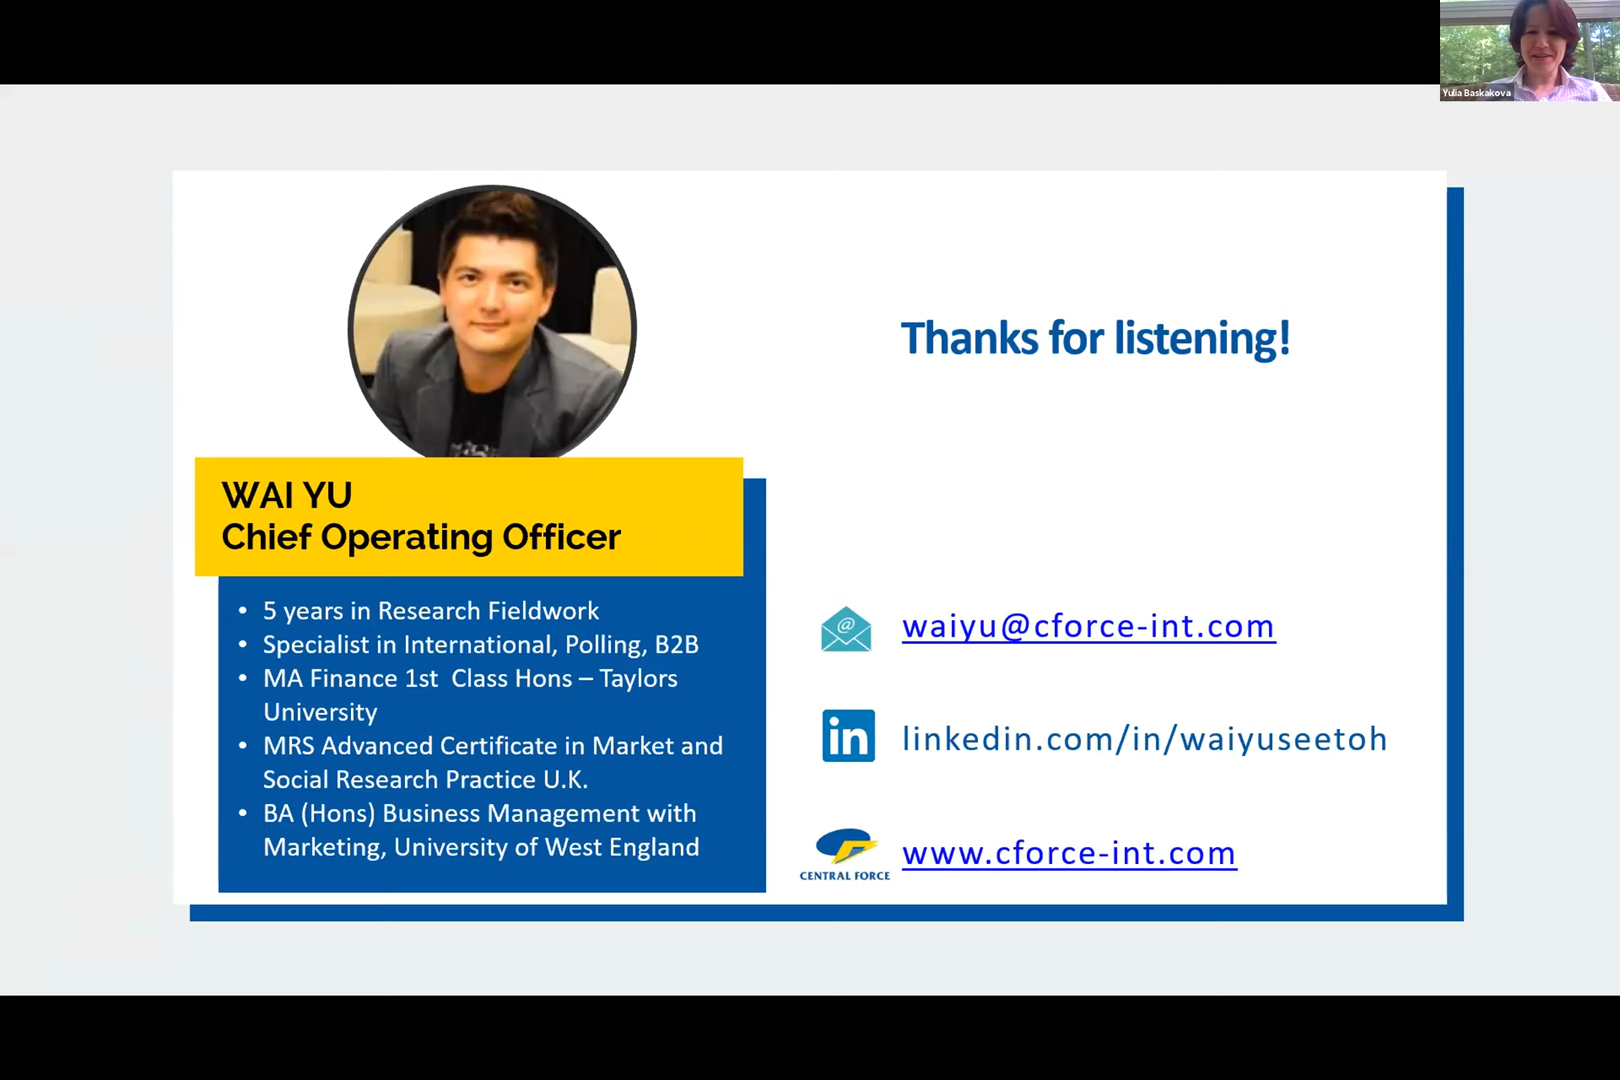 Yulia Baskakova
Thanks for listening!
WAI YU
Chief Operating Officer
• 5 years in Research Fieldwork
• Specialist in International, Polling, B2B
• MA Finance 1st Class Hons – Taylors
University
• MRS Advanced Certificate in Market and
Social Research Practice U.K.
• BA (Hons) Business Management with
Marketing, University of West England
@
waiyu@cforce-int.com
in
linkedin.com/in/waiyuseetoh
CENTRAL FORCE
www.cforce-int.com